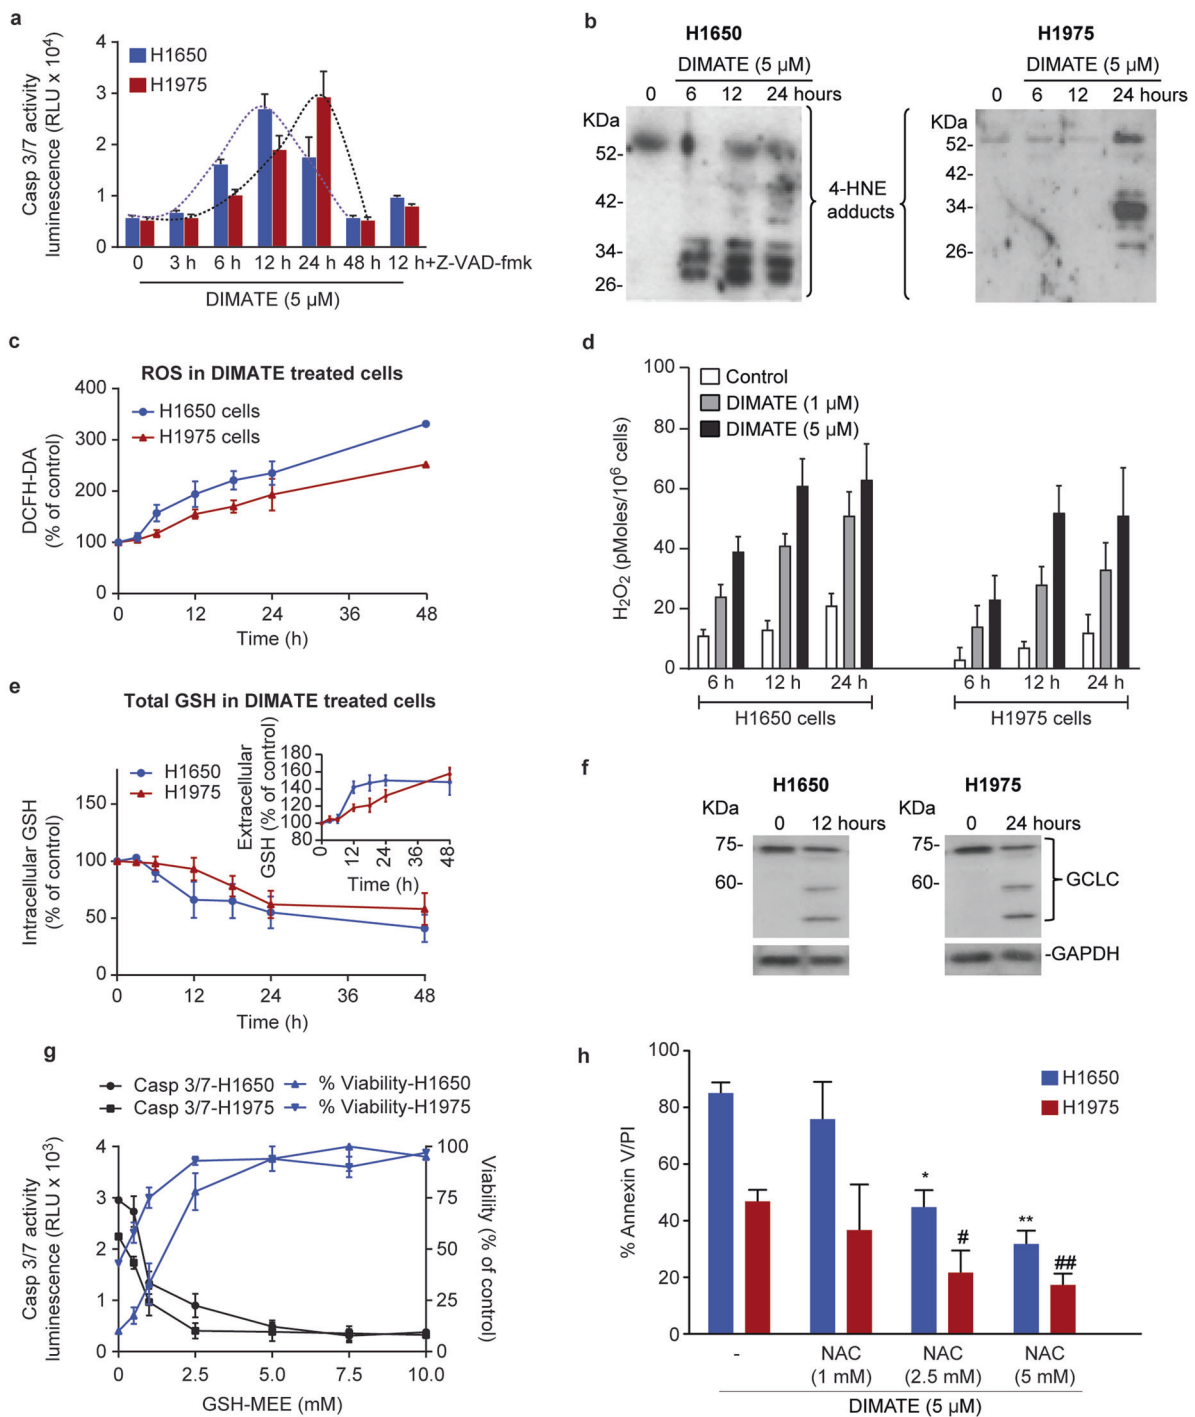 a
Casp 3/7 activity
luminescence (RLU x 10⁴)
4
3
2
1
0
H1650
H1975
0 3 h 6 h 12 h 24 h 48 h 12 h+Z-VAD-fmk
DIMATE (5 µM)
b
H1650
DIMATE (5 µM)
0 6 12 24 hours
KDa
52-
42-
34-
26-
4-HNE
adducts
H1975
DIMATE (5 µM)
0 6 12 24 hours
KDa
52-
42-
34-
26-
c
ROS in DIMATE treated cells
DCFH-DA
(% of control)
400
300
200
100
0
H1650 cells
H1975 cells
0 12 24 36 48
Time (h)
d
H₂O₂ (pMoles/10⁶ cells)
100
80
60
40
20
0
Control
DIMATE (1 µM)
DIMATE (5 µM)
6 h 12 h 24 h 6 h 12 h 24 h
H1650 cells H1975 cells
e
Total GSH in DIMATE treated cells
Intracellular GSH
(% of control)
150
100
50
0
H1650
H1975
0 12 24 36 48
Time (h)
Extracellular
GSH (% of control)
180
160
140
120
100
80
0 12 24 36 48
Time (h)
f
H1650
KDa
0 12 hours
75-
60-
H1975
KDa
0 24 hours
75-
60-
GCLC
-GAPDH
g
Casp 3/7-H1650
Casp 3/7-H1975
% Viability-H1650
% Viability-H1975
Casp 3/7 activity
luminescence (RLU x 10³)
4
3
2
1
0
Viability (% of control)
100
75
50
25
0
0 2.5 5.0 7.5 10.0
GSH-MEE (mM)
h
% Annexin V/PI
100
80
60
40
20
0
H1650
H1975
*
#
**
##
- NAC NAC NAC
(1 mM) (2.5 mM) (5 mM)
DIMATE (5 µM)